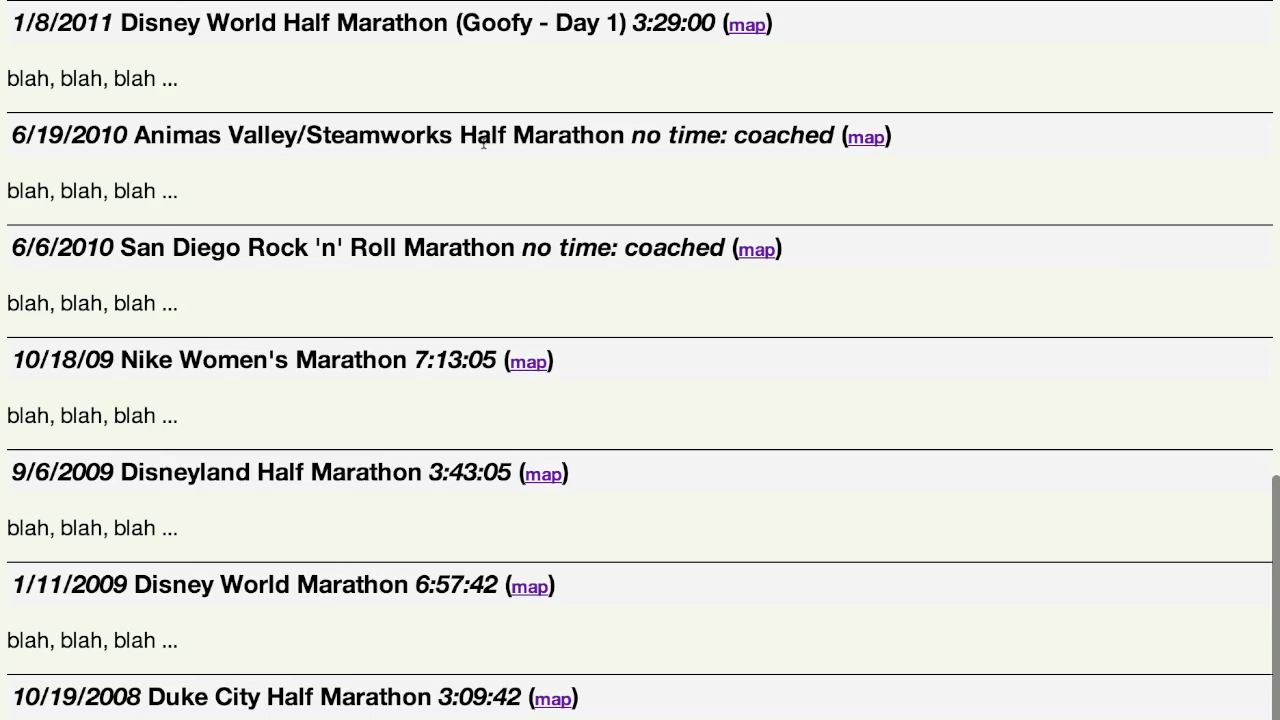 1/8/2011 Disney World Half Marathon (Goofy - Day 1) 3:29:00 (map)
blah, blah, blah ...
6/19/2010 Animas Valley/Steamworks Half Marathon no time: coached (map)
blah, blah, blah ...
6/6/2010 San Diego Rock 'n' Roll Marathon no time: coached (map)
blah, blah, blah ...
10/18/09 Nike Women's Marathon 7:13:05 (map)
blah, blah, blah ...
9/6/2009 Disneyland Half Marathon 3:43:05 (map)
blah, blah, blah ...
1/11/2009 Disney World Marathon 6:57:42 (map)
blah, blah, blah ...
10/19/2008 Duke City Half Marathon 3:09:42 (map)